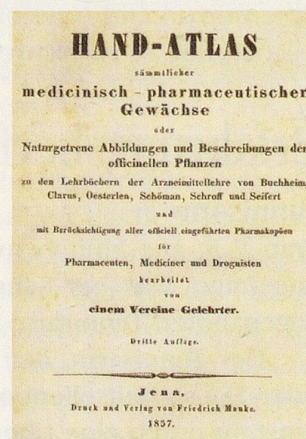 HAND-ATLAS
sämmtlicher
medicinisch - pharmaceutischer
Gewächse
oder
Naturgetreue Abbildungen und Beschreibungen der
officinellen Pflanzen
zu den Lehrbüchern der Arzneimittellehre von Buchheim
Clarus, Oesterlen, Schöman, Schroff und Seifert
und
mit Berücksichtigung aller officiell eingeführten Pharmakopöen
für
Pharmaceuten, Mediciner und Droguisten
bearbeitet
von
einem Vereine Gelehrter.
Dritte Auflage.
Jena,
Druck und Verlag von Friedrich Mauke.
1857.